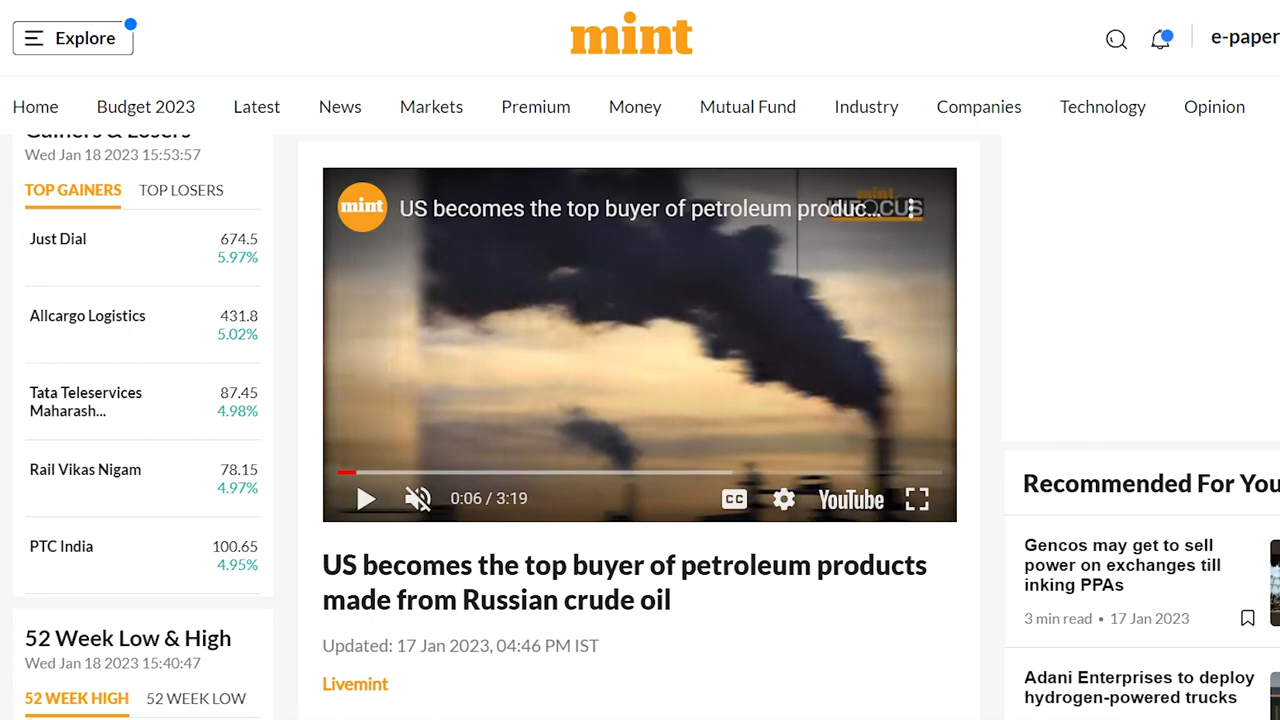 Explore
mint
e-paper
Home Budget 2023 Latest News Markets Premium Money Mutual Fund Industry Companies Technology Opinion
Gainers & Losers
Wed Jan 18 2023 15:53:57
TOP GAINERS TOP LOSERS
Just Dial 674.5
5.97%
Allcargo Logistics 431.8
5.02%
Tata Teleservices 87.45
Maharash... 4.98%
Rail Vikas Nigam 78.15
4.97%
PTC India 100.65
4.95%
52 Week Low & High
Wed Jan 18 2023 15:40:47
52 WEEK HIGH 52 WEEK LOW
mint
US becomes the top buyer of petroleum produc...
mint
0:06 / 3:19
CC
YouTube
US becomes the top buyer of petroleum products
made from Russian crude oil
Updated: 17 Jan 2023, 04:46 PM IST
Livemint
Recommended For You
Gencos may get to sell
power on exchanges till
inking PPAs
3 min read • 17 Jan 2023
Adani Enterprises to deploy
hydrogen-powered trucks